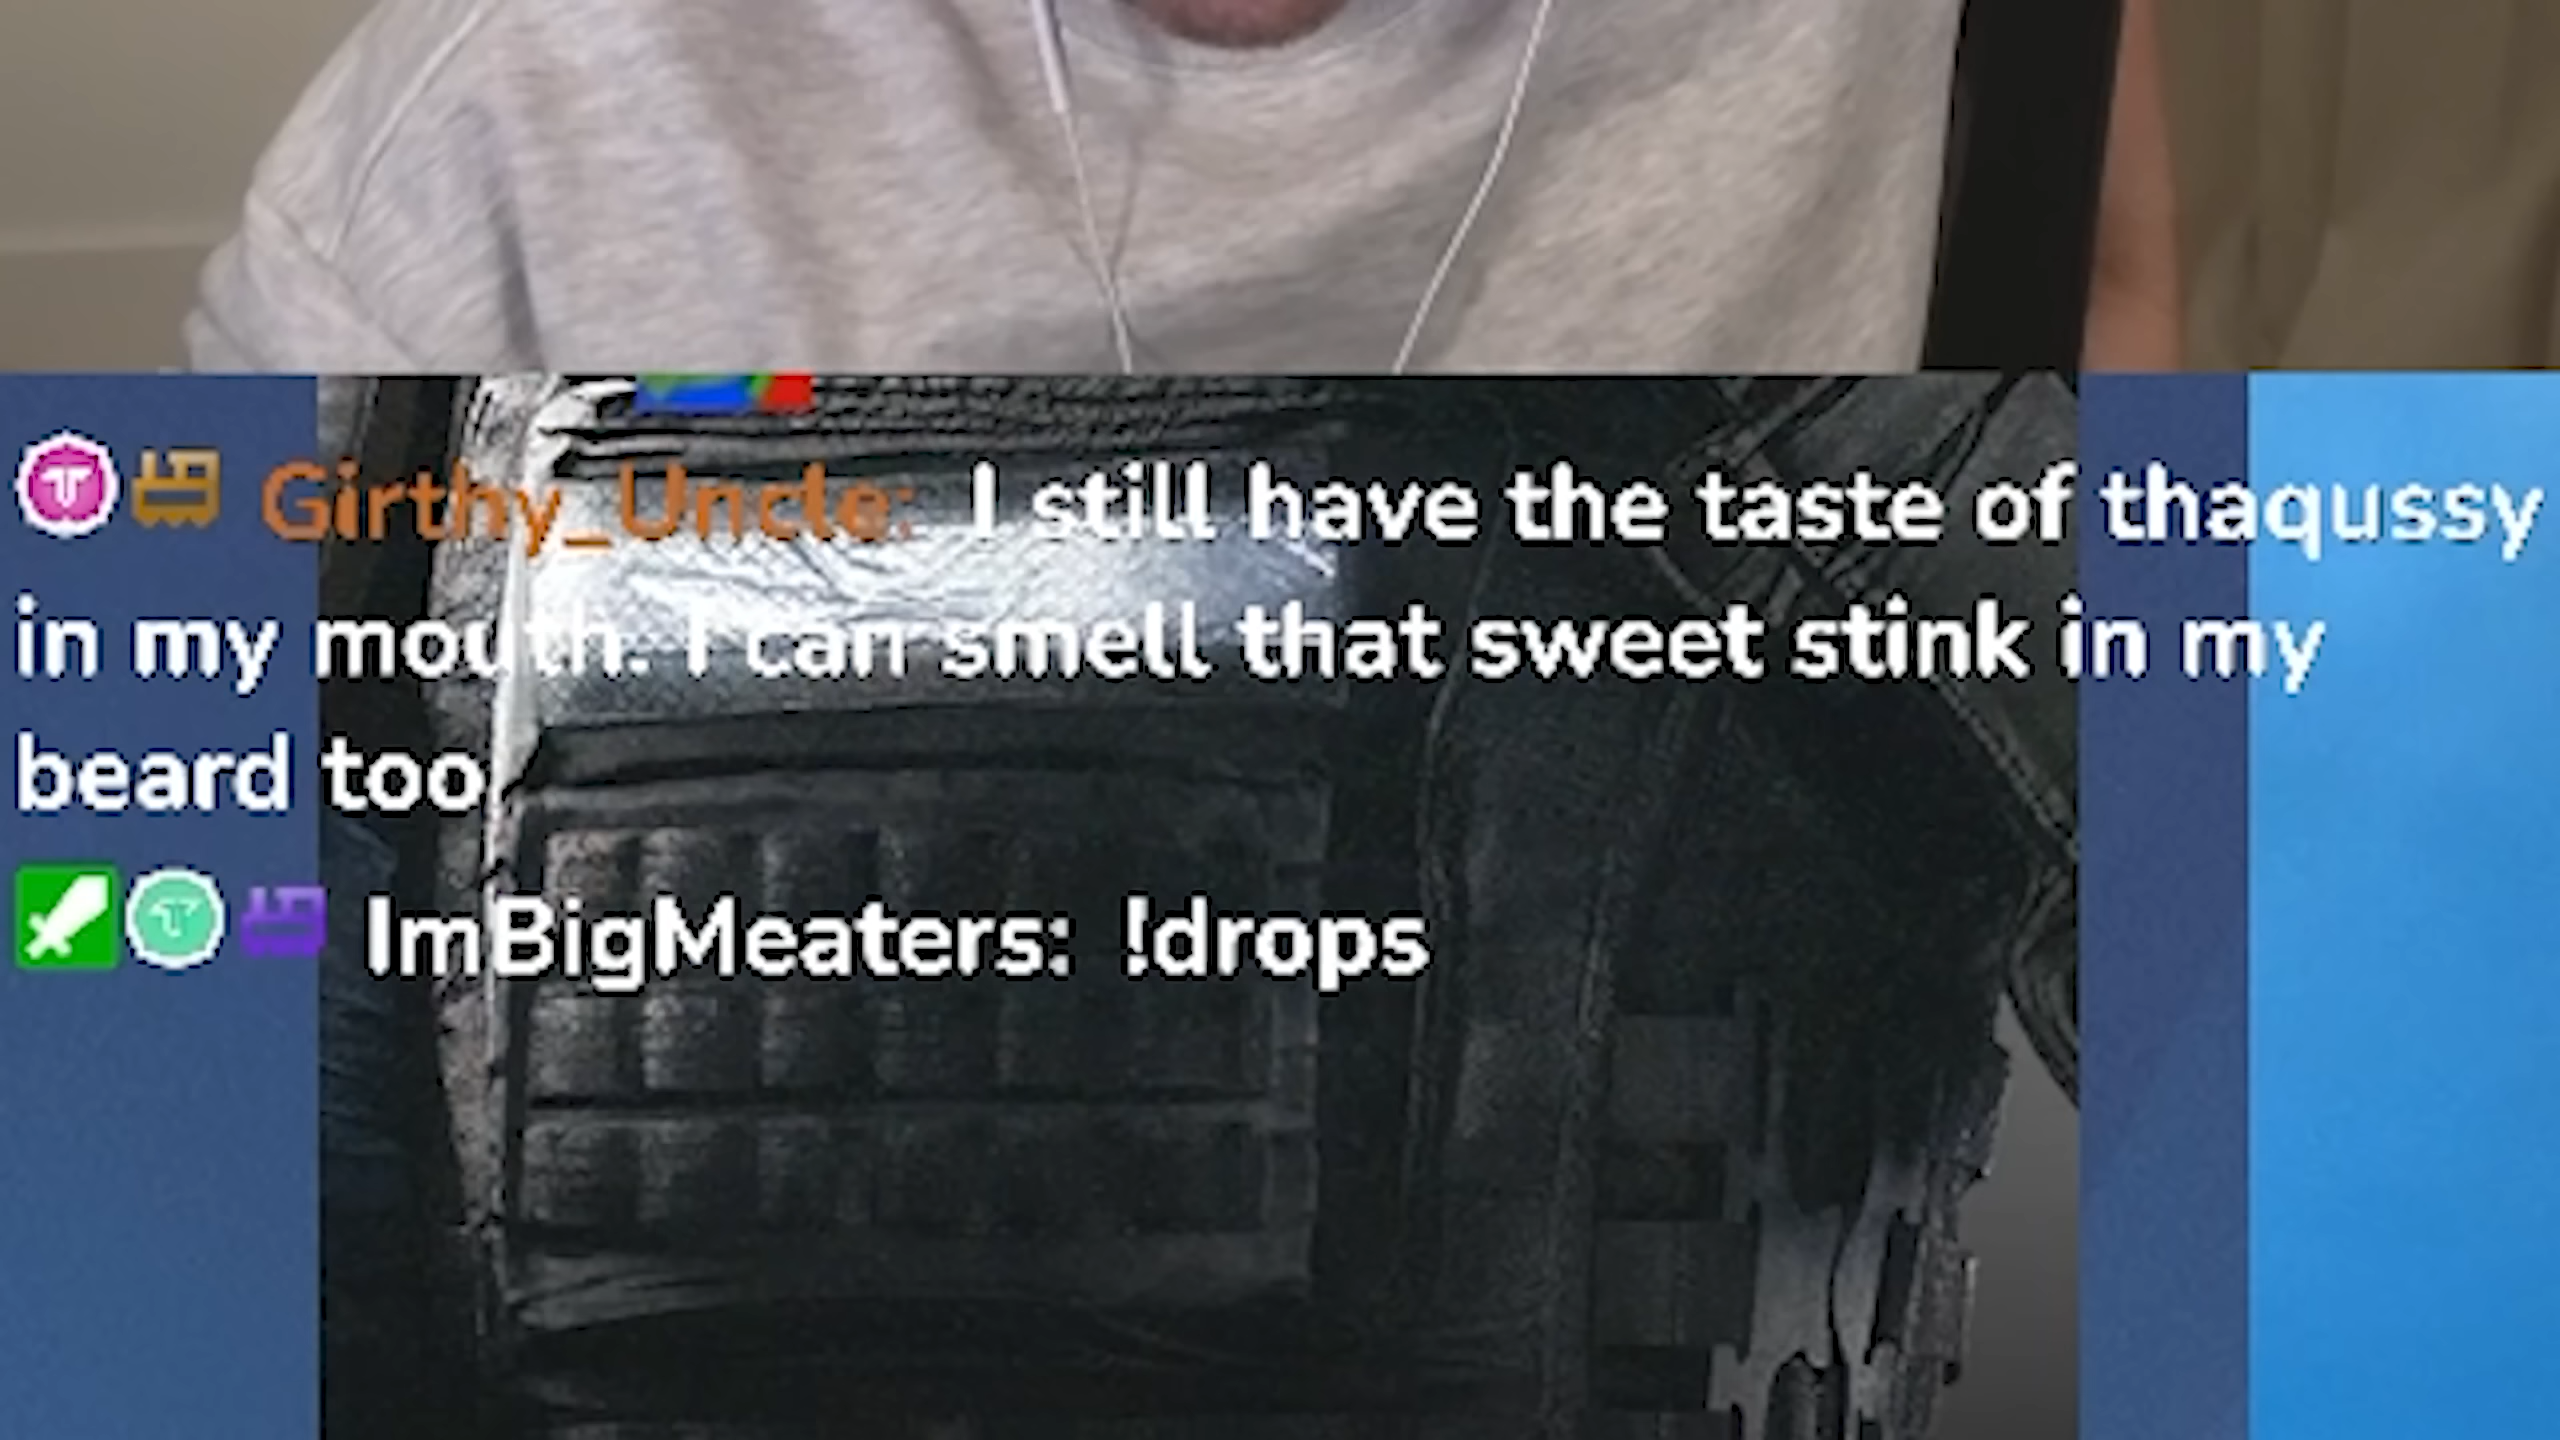 Girthy_Uncle: I still have the taste of thaqussy
in my mouth. I can smell that sweet stink in my
beard too
ImBigMeaters: !drops